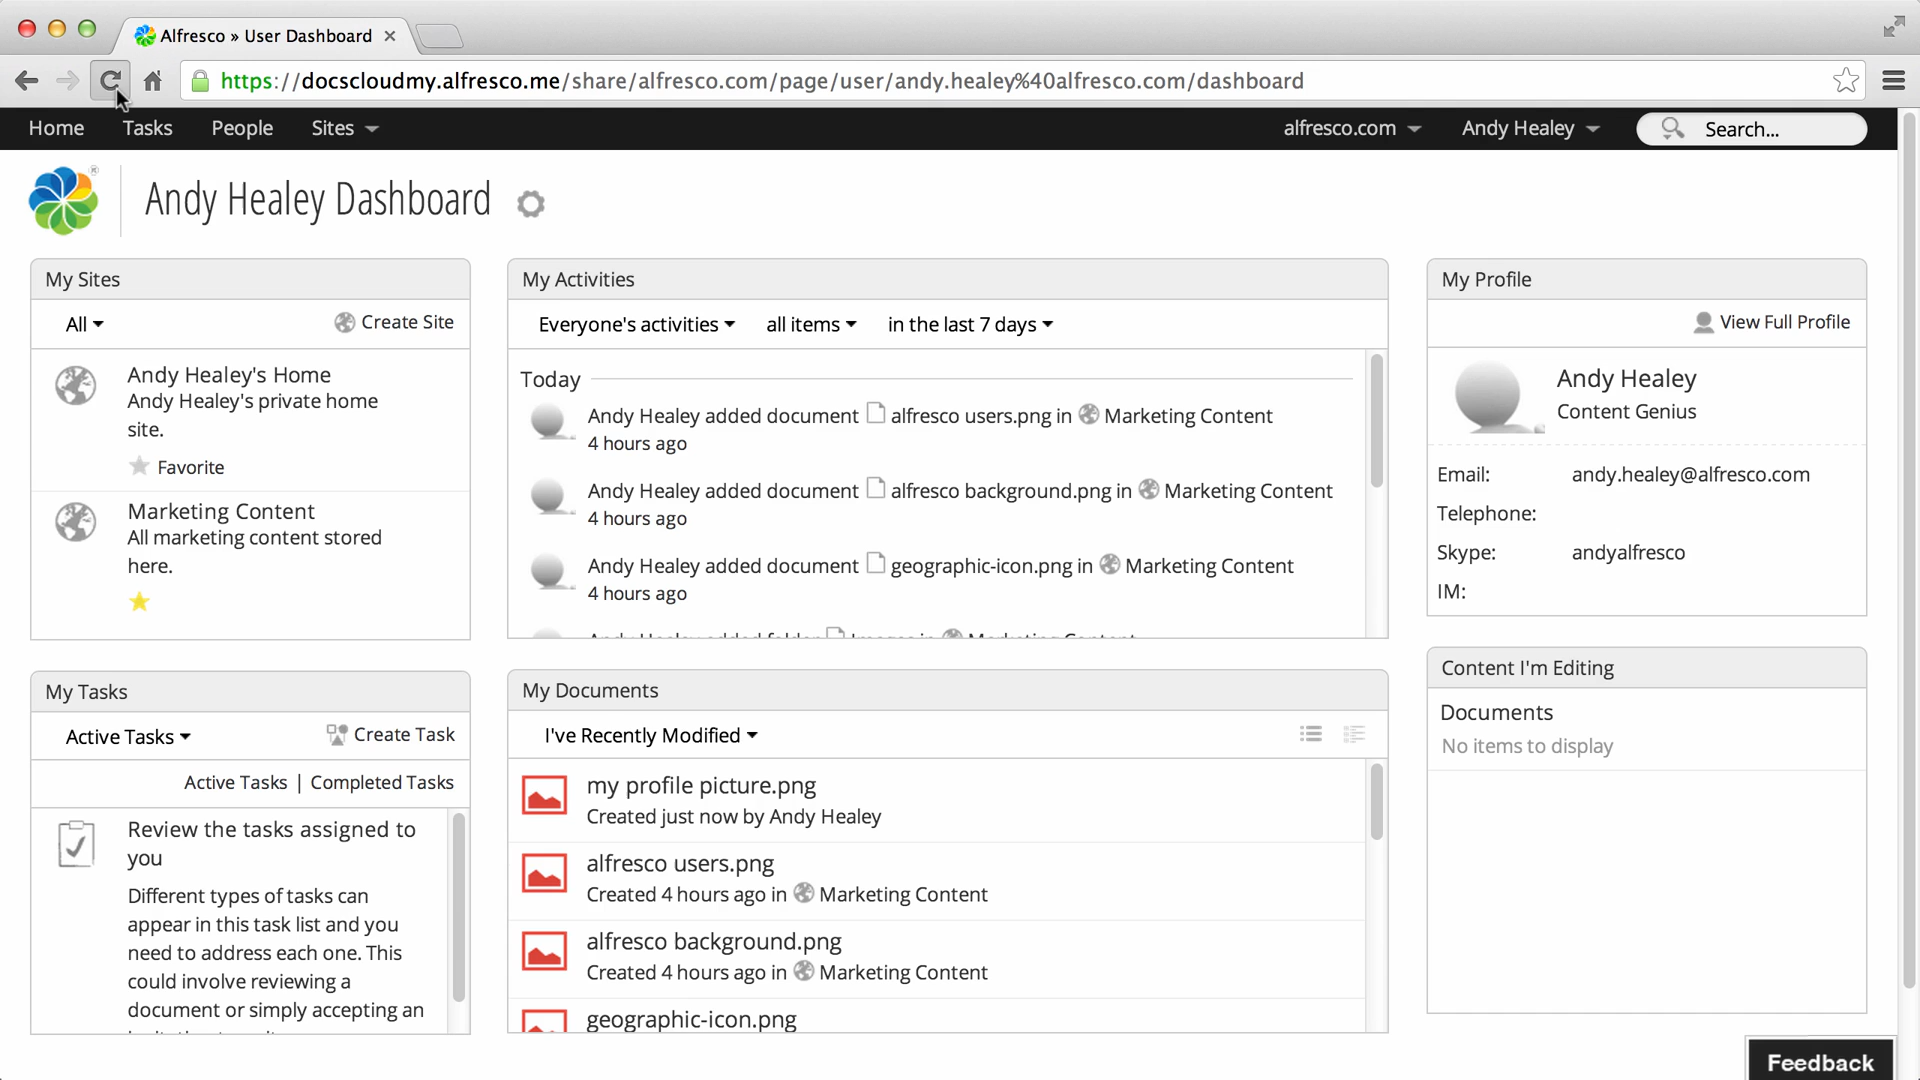 Alfresco » User Dashboard
https://docscloudmy.alfresco.me/share/alfresco.com/page/user/andy.healey%40alfresco.com/dashboard
Home Tasks People Sites alfresco.com Andy Healey Search...
Andy Healey Dashboard
My Sites
All Create Site
Andy Healey's Home
Andy Healey's private home
site.
Favorite
Marketing Content
All marketing content stored
here.
My Tasks
Active Tasks Create Task
Active Tasks | Completed Tasks
Review the tasks assigned to
you
Different types of tasks can
appear in this task list and you
need to address each one. This
could involve reviewing a
document or simply accepting an
My Activities
Everyone's activities all items in the last 7 days
Today
Andy Healey added document alfresco users.png in Marketing Content
4 hours ago
Andy Healey added document alfresco background.png in Marketing Content
4 hours ago
Andy Healey added document geographic-icon.png in Marketing Content
4 hours ago
Andy Healey added folder Images in Marketing Content
My Documents
I've Recently Modified
my profile picture.png
Created just now by Andy Healey
alfresco users.png
Created 4 hours ago in Marketing Content
alfresco background.png
Created 4 hours ago in Marketing Content
geographic-icon.png
My Profile
View Full Profile
Andy Healey
Content Genius
Email: andy.healey@alfresco.com
Telephone:
Skype: andyalfresco
IM:
Content I'm Editing
Documents
No items to display
Feedback